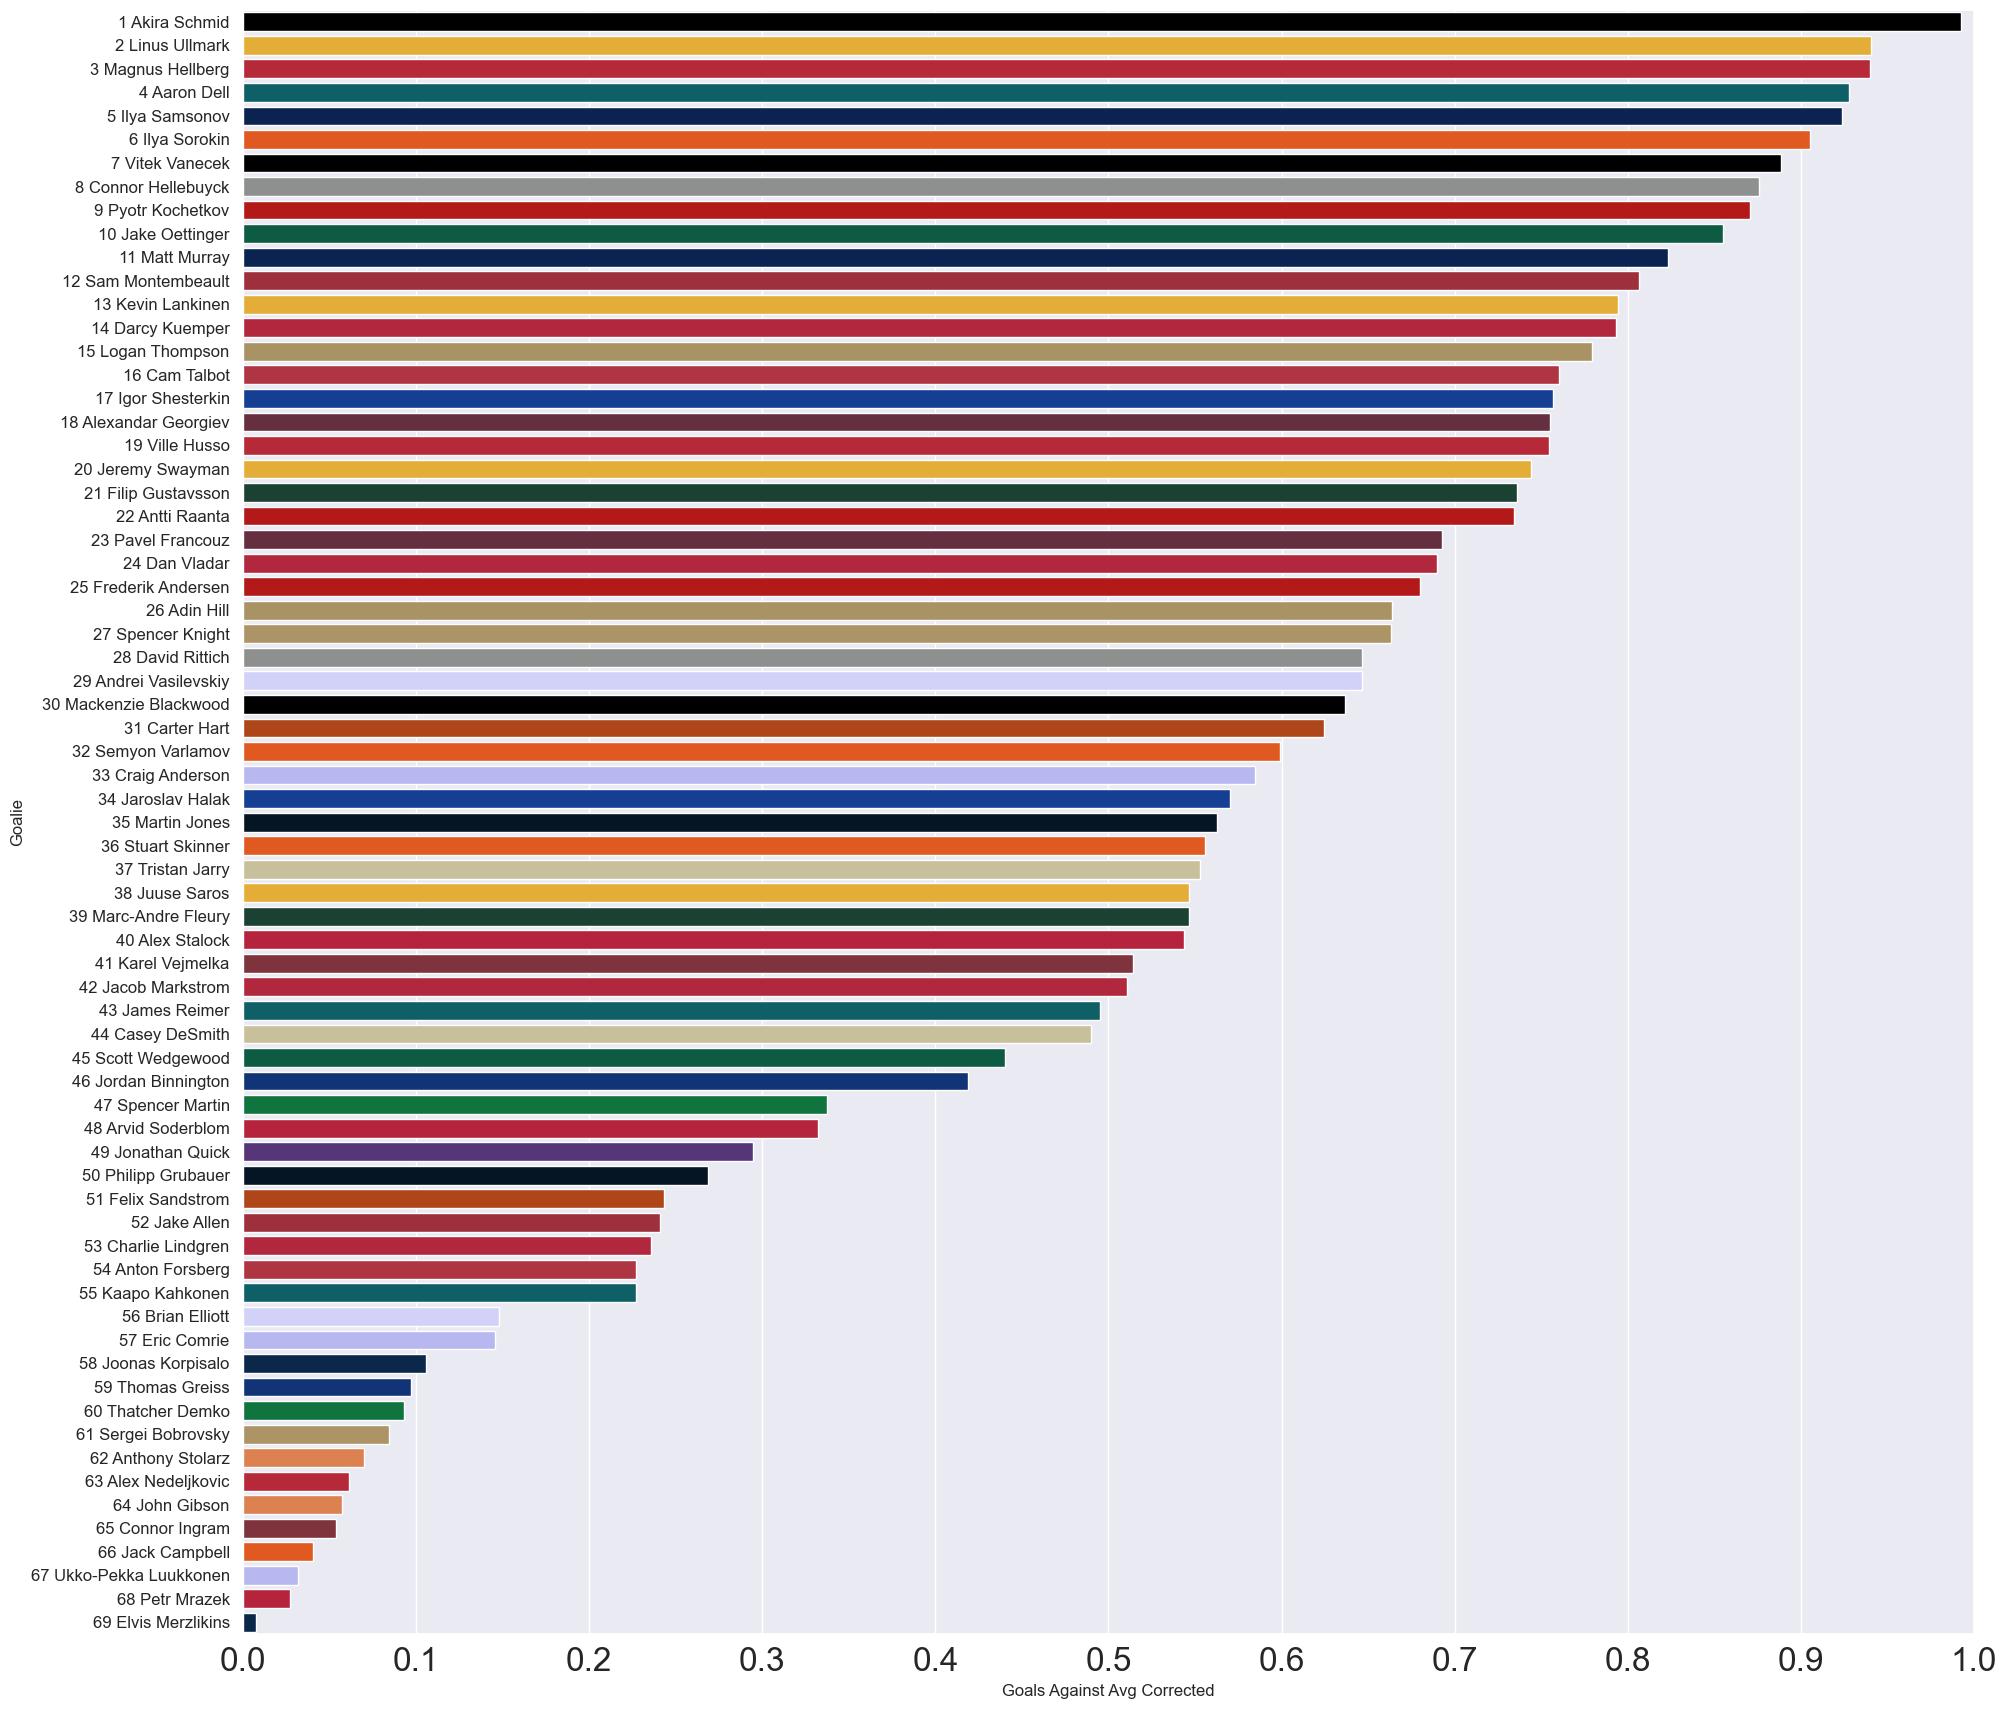 1 Akira Schmid
2 Linus Ullmark
3 Magnus Hellberg
4 Aaron Dell
5 Ilya Samsonov
6 Ilya Sorokin
7 Vitek Vanecek
8 Connor Hellebuyck
9 Pyotr Kochetkov
10 Jake Oettinger
11 Matt Murray
12 Sam Montembeault
13 Kevin Lankinen
14 Darcy Kuemper
15 Logan Thompson
16 Cam Talbot
17 Igor Shesterkin
18 Alexandar Georgiev
19 Ville Husso
20 Jeremy Swayman
21 Filip Gustavsson
22 Antti Raanta
23 Pavel Francouz
24 Dan Vladar
25 Frederik Andersen
26 Adin Hill
27 Spencer Knight
28 David Rittich
29 Andrei Vasilevskiy
30 Mackenzie Blackwood
31 Carter Hart
32 Semyon Varlamov
33 Craig Anderson
34 Jaroslav Halak
35 Martin Jones
36 Stuart Skinner
37 Tristan Jarry
38 Juuse Saros
39 Marc-Andre Fleury
40 Alex Stalock
41 Karel Vejmelka
42 Jacob Markstrom
43 James Reimer
44 Casey DeSmith
45 Scott Wedgewood
46 Jordan Binnington
47 Spencer Martin
48 Arvid Soderblom
49 Jonathan Quick
50 Philipp Grubauer
51 Felix Sandstrom
52 Jake Allen
53 Charlie Lindgren
54 Anton Forsberg
55 Kaapo Kahkonen
56 Brian Elliott
57 Eric Comrie
58 Joonas Korpisalo
59 Thomas Greiss
60 Thatcher Demko
61 Sergei Bobrovsky
62 Anthony Stolarz
63 Alex Nedeljkovic
64 John Gibson
65 Connor Ingram
66 Jack Campbell
67 Ukko-Pekka Luukkonen
68 Petr Mrazek
69 Elvis Merzlikins
Goalie
0.0 0.1 0.2 0.3 0.4 0.5 0.6 0.7 0.8 0.9 1.0
Goals Against Avg Corrected